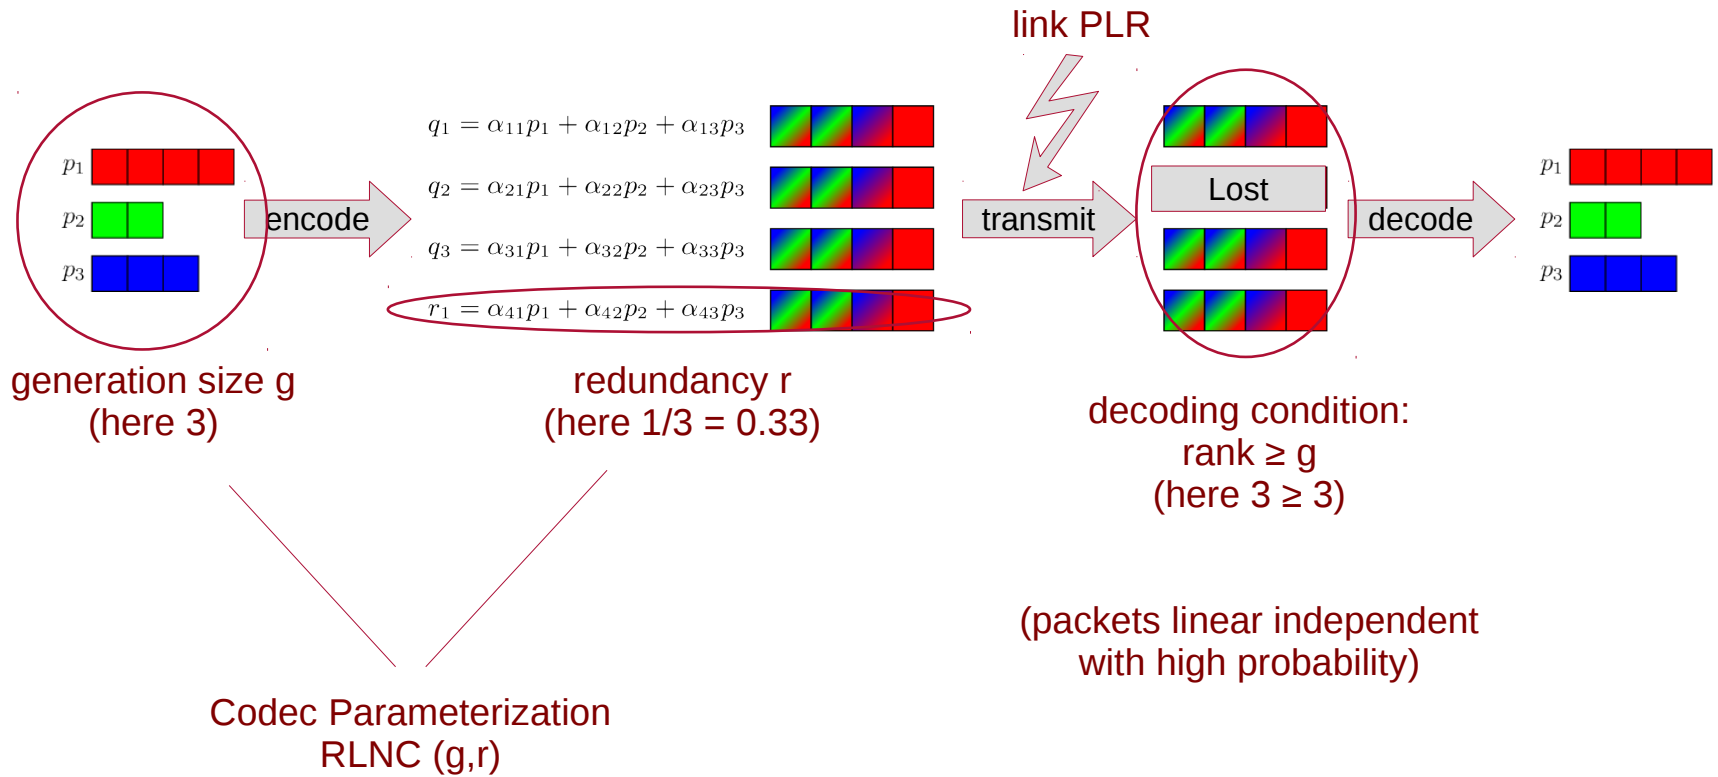 link PLR
p₁
p₂
p₃
encode
q₁ = α₁₁p₁ + α₁₂p₂ + α₁₃p₃
q₂ = α₂₁p₁ + α₂₂p₂ + α₂₃p₃
q₃ = α₃₁p₁ + α₃₂p₂ + α₃₃p₃
r₁ = α₄₁p₁ + α₄₂p₂ + α₄₃p₃
transmit
Lost
decode
p₁
p₂
p₃
generation size g
(here 3)
redundancy r
(here 1/3 = 0.33)
decoding condition:
rank ≥ g
(here 3 ≥ 3)
(packets linear independent
with high probability)
Codec Parameterization
RLNC (g,r)